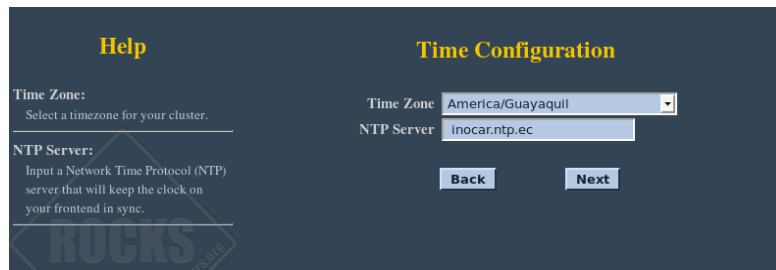 Help
Time Zone:
Select a timezone for your cluster.
NTP Server:
Input a Network Time Protocol (NTP)
server that will keep the clock on
your frontend in sync.
ROCKS
Time Configuration
Time Zone America/Guayaquil
NTP Server inocar.ntp.ec
Back Next